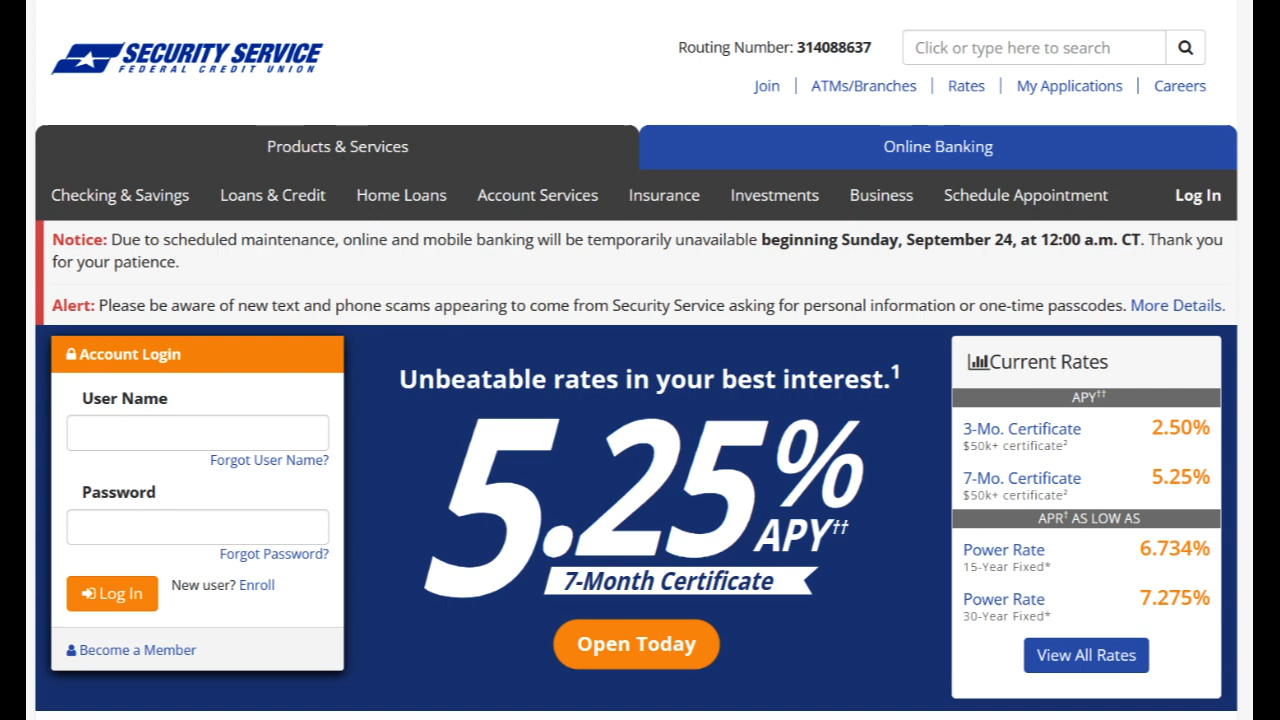 SECURITY SERVICE
FEDERAL CREDIT UNION
Routing Number: 314088637
Click or type here to search
Join | ATMs/Branches | Rates | My Applications | Careers
Products & Services
Online Banking
Checking & Savings Loans & Credit Home Loans Account Services Insurance Investments Business Schedule Appointment Log In
Notice: Due to scheduled maintenance, online and mobile banking will be temporarily unavailable beginning Sunday, September 24, at 12:00 a.m. CT. Thank you
for your patience.
Alert: Please be aware of new text and phone scams appearing to come from Security Service asking for personal information or one-time passcodes. More Details.
Account Login
User Name
Forgot User Name?
Password
Forgot Password?
Log In
New user? Enroll
Become a Member
Unbeatable rates in your best interest.1
5.25%
APY††
7-Month Certificate
Open Today
Current Rates
APY††
3-Mo. Certificate 2.50%
$50k+ certificate²
7-Mo. Certificate 5.25%
$50k+ certificate²
APR‡ AS LOW AS
Power Rate 6.734%
15-Year Fixed*
Power Rate 7.275%
30-Year Fixed*
View All Rates